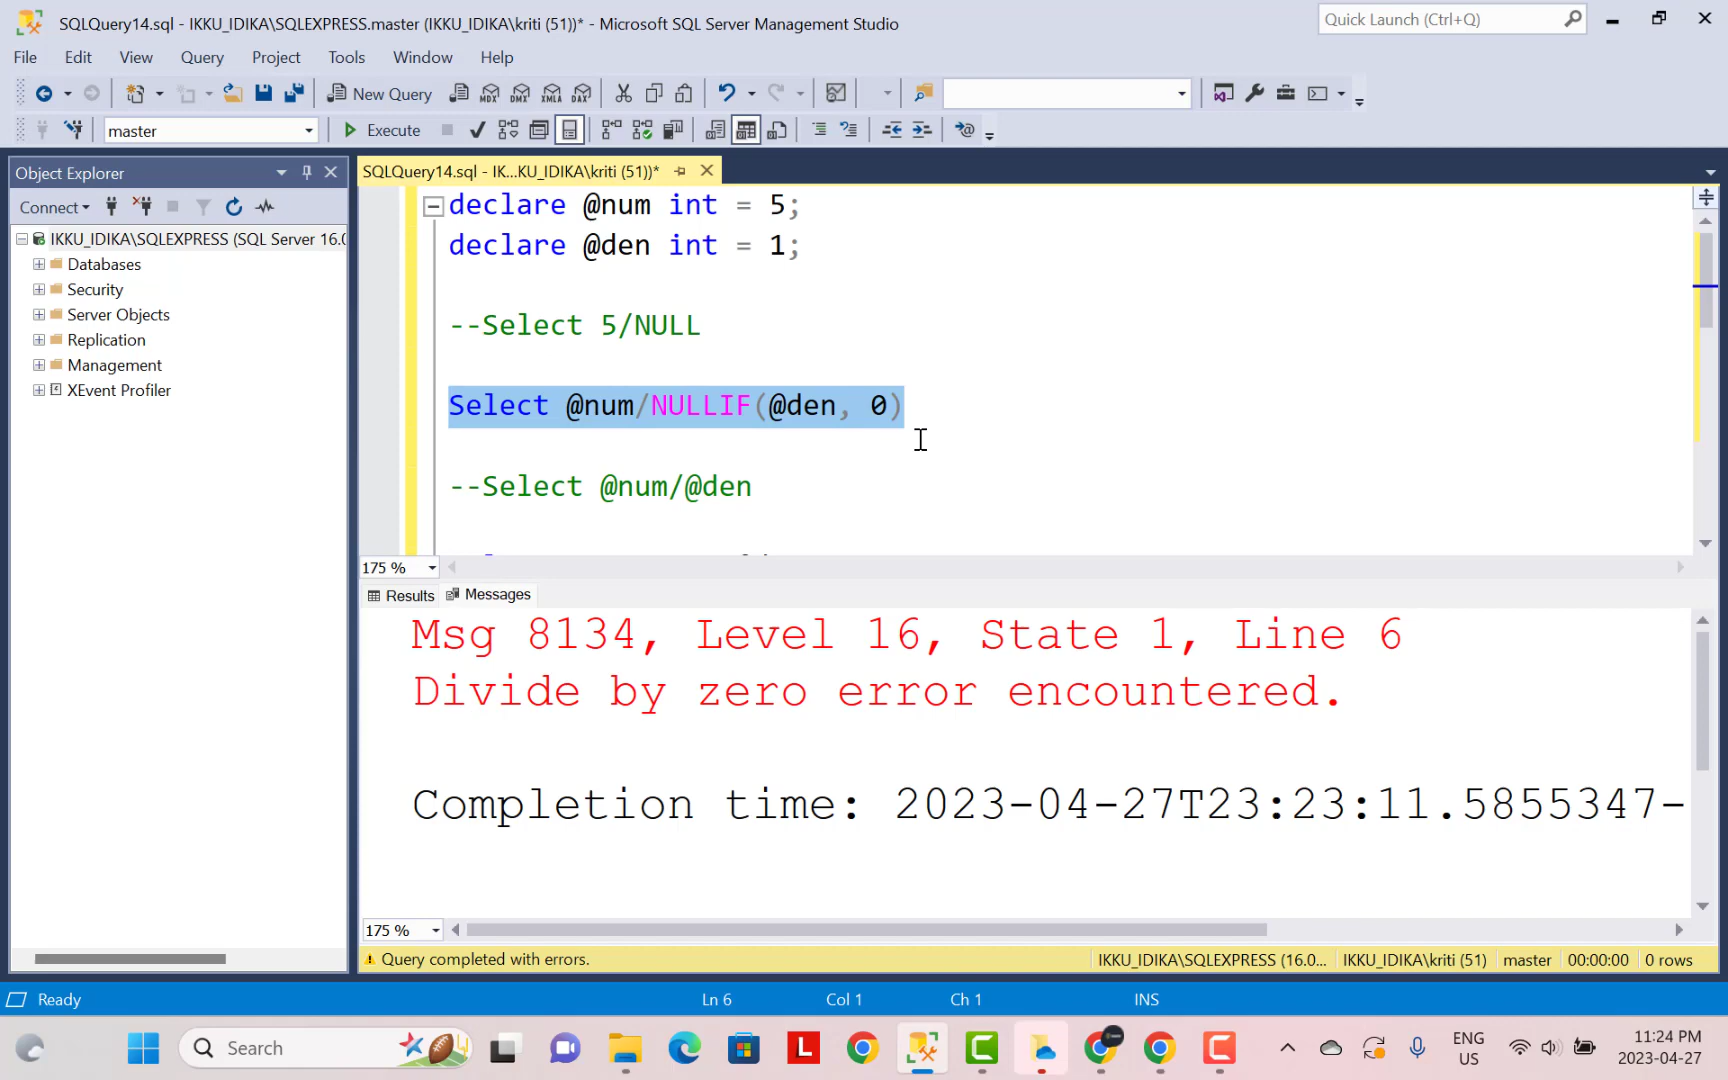 SQLQuery14.sql - IKKU_IDIKA\SQLEXPRESS.master (IKKU_IDIKA\kriti (51))* - Microsoft SQL Server Management Studio
Quick Launch (Ctrl+Q)
File Edit View Query Project Tools Window Help
New Query MDX DMX XMLA DAX
master Execute
Object Explorer
SQLQuery14.sql - IK...KU_IDIKA\kriti (51))*
Connect
IKKU_IDIKA\SQLEXPRESS (SQL Server 16.0
Databases
Security
Server Objects
Replication
Management
XEvent Profiler
declare @num int = 5;
declare @den int = 1;
--Select 5/NULL
Select @num/NULLIF(@den, 0)
--Select @num/@den
175 %
Results Messages
Msg 8134, Level 16, State 1, Line 6
Divide by zero error encountered.
Completion time: 2023-04-27T23:23:11.5855347-
175 %
Query completed with errors. IKKU_IDIKA\SQLEXPRESS (16.0... IKKU_IDIKA\kriti (51) master 00:00:00 0 rows
Ready Ln 6 Col 1 Ch 1 INS
Search
L
C
C
ENG
US
11:24 PM
2023-04-27